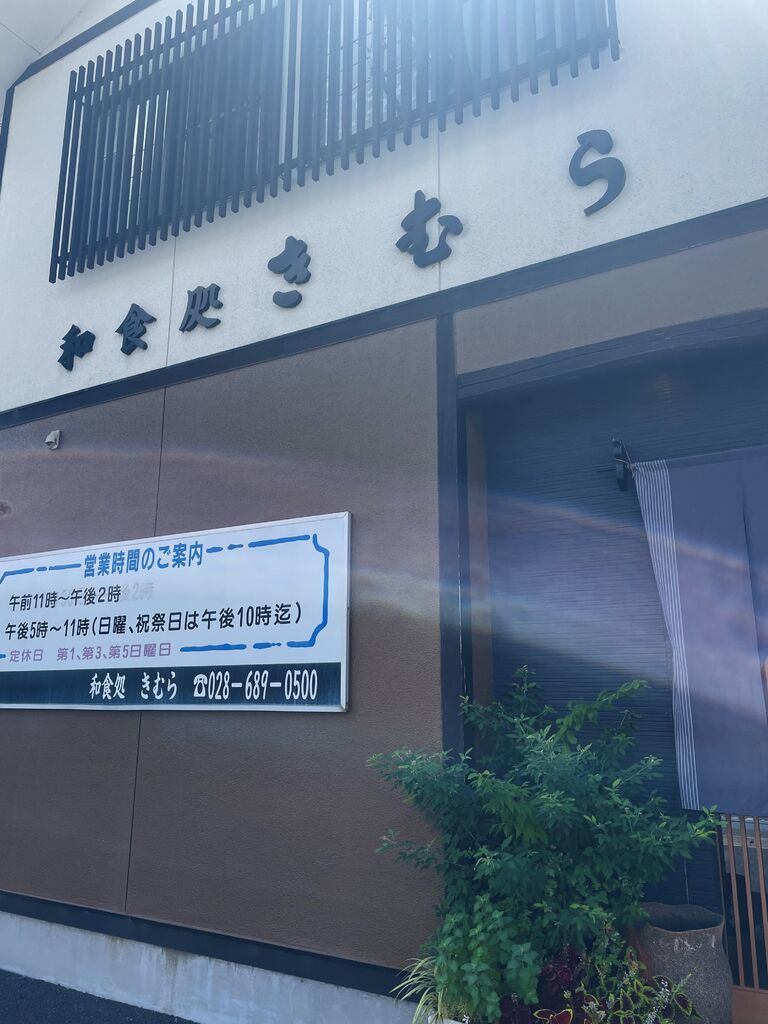 和食処きむら
営業時間のご案内
午前11時〜午後2時
午後5時〜11時(日曜、祝祭日は午後10時迄)
定休日 第1、第3、第5日曜日
和食処 きむら ☎028-689-0500